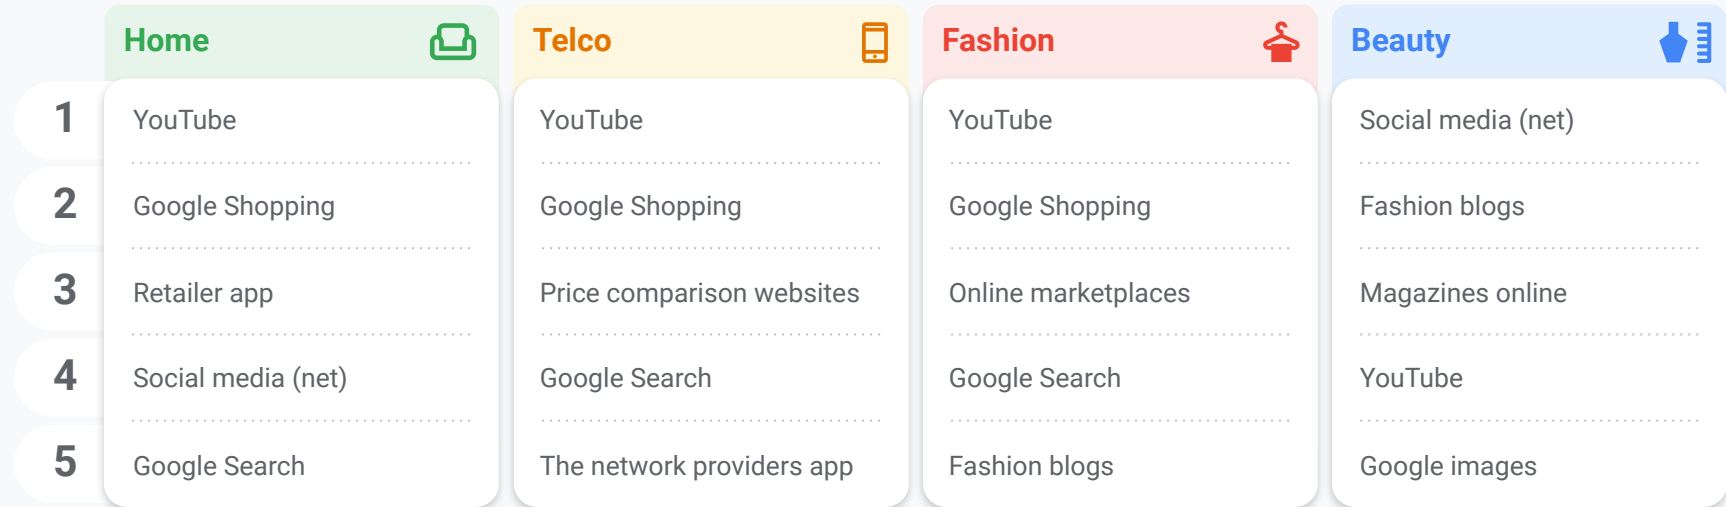 Home
Telco
Fashion
Beauty
1
YouTube
YouTube
YouTube
Social media (net)
2
Google Shopping
Google Shopping
Google Shopping
Fashion blogs
3
Retailer app
Price comparison websites
Online marketplaces
Magazines online
4
Social media (net)
Google Search
Google Search
YouTube
5
Google Search
The network providers app
Fashion blogs
Google images